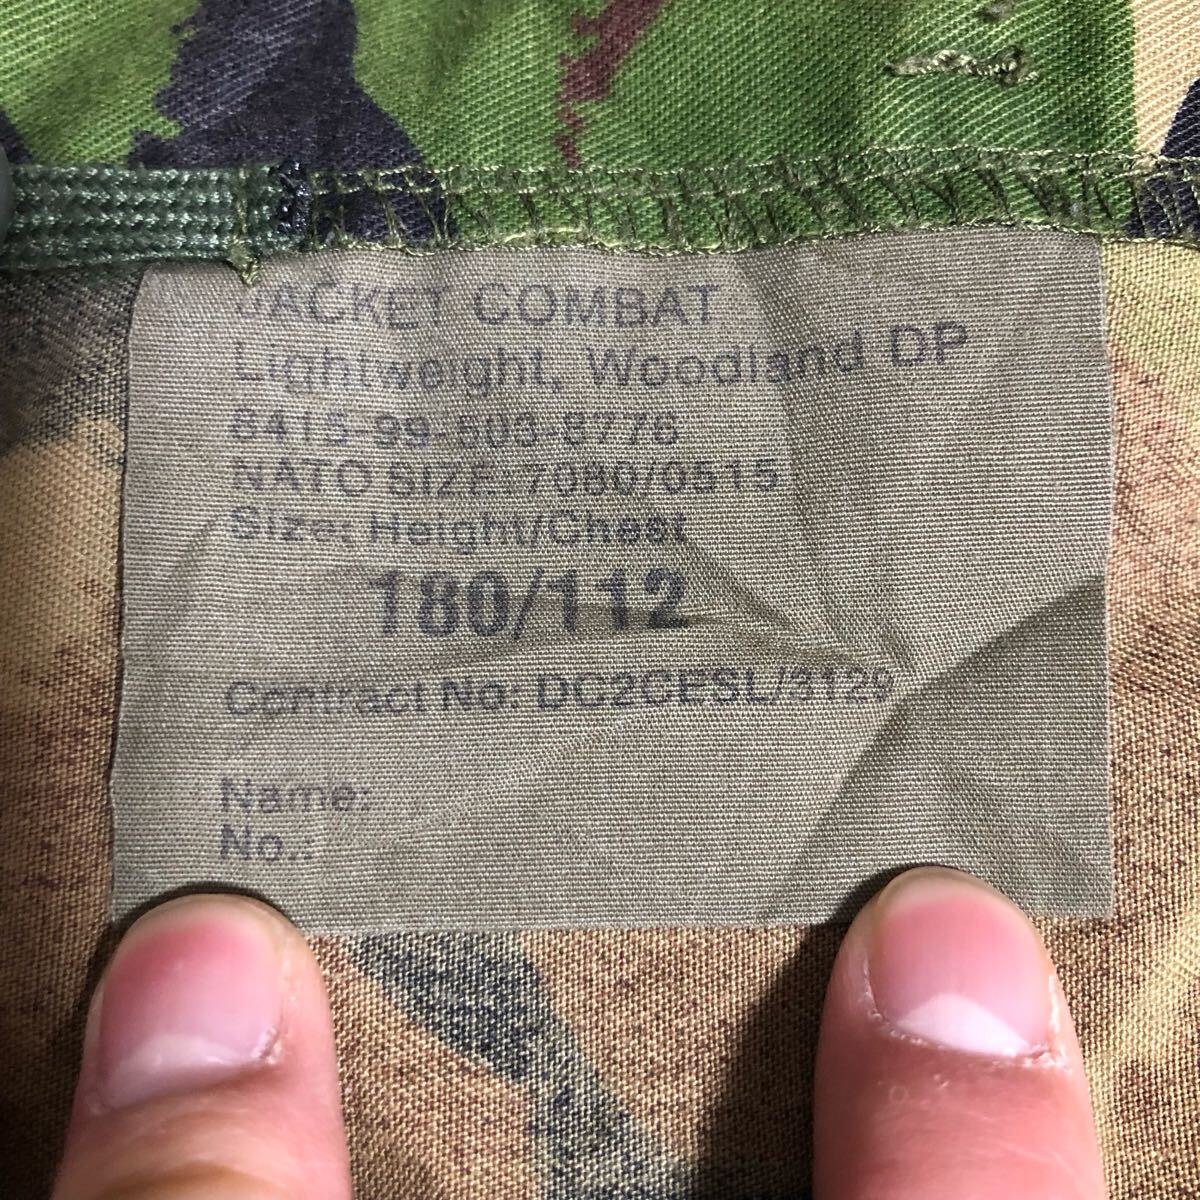 JACKET COMBAT
Lightweight, Woodland DP
8415-99-503-8776
NATO SIZE: 7080/0515
Size: Height/Chest
180/112
Contract No: DC2CESL/3129
Name:
No.: